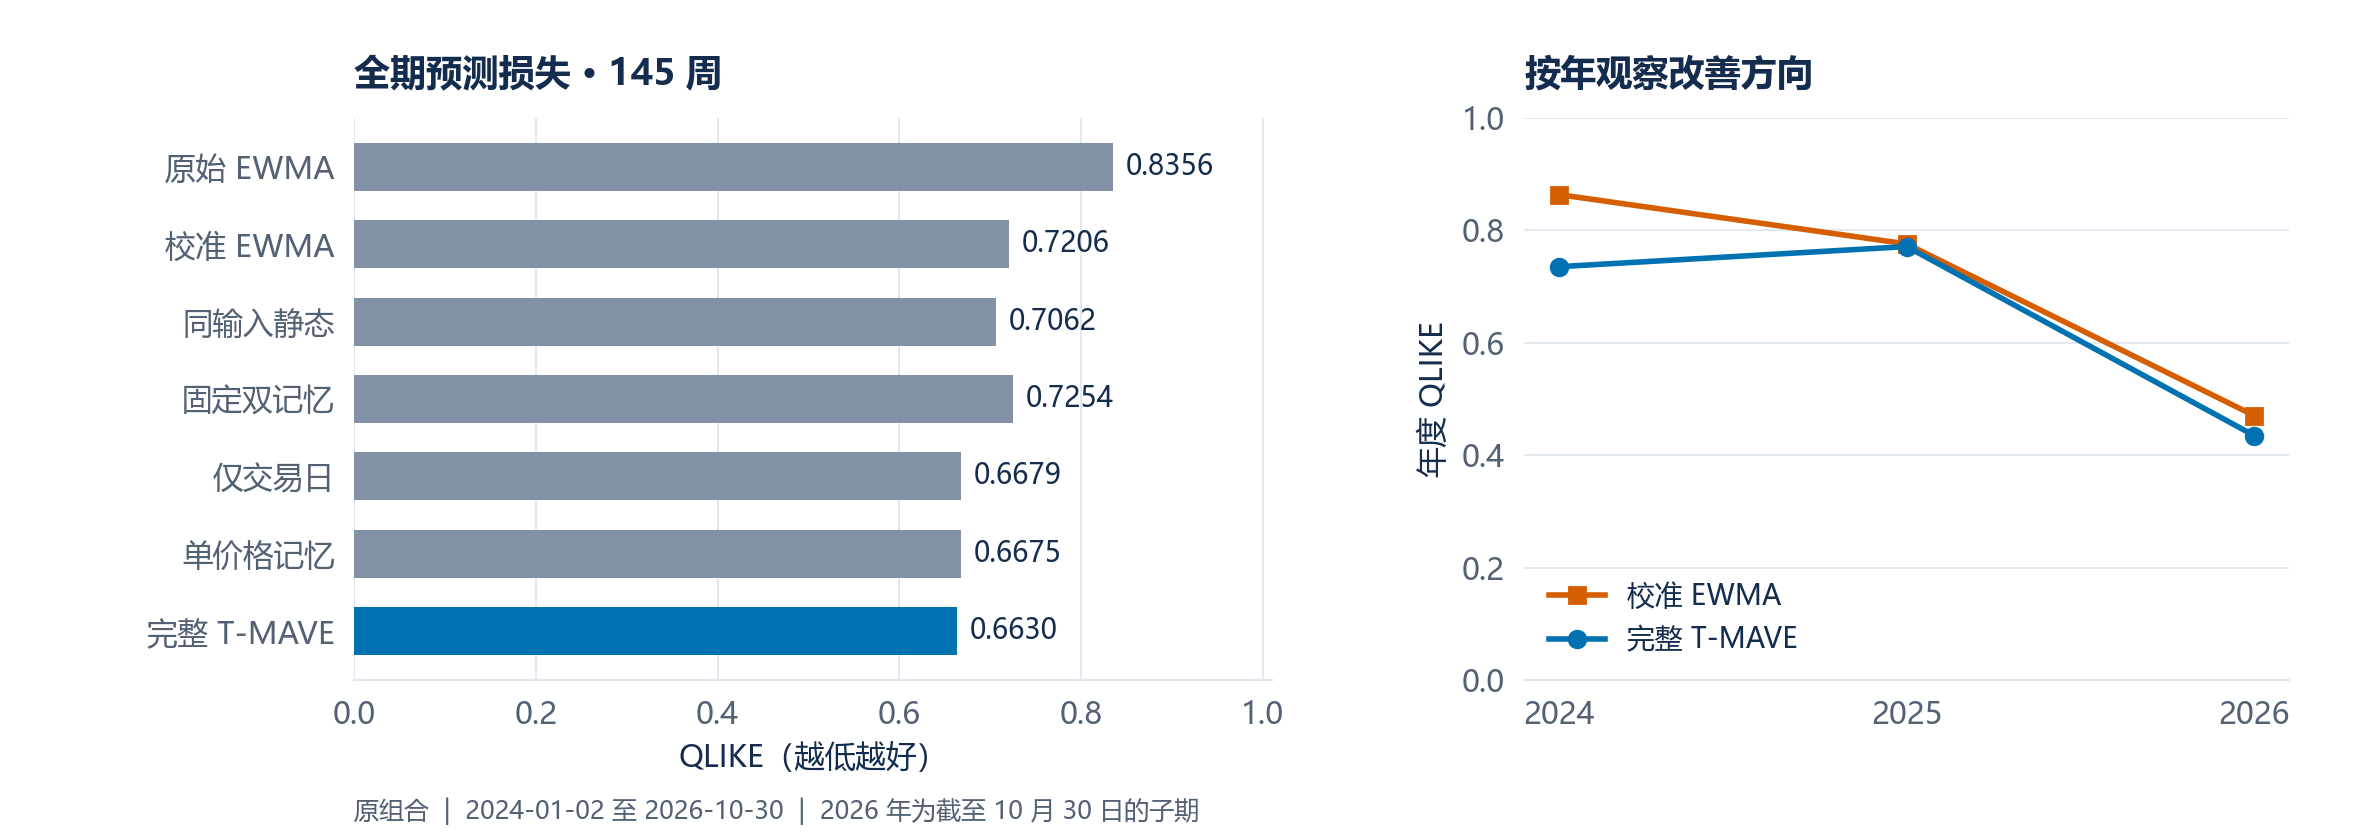 全期预测损失 • 145 周
原始 EWMA
0.8356
校准 EWMA
0.7206
同输入静态
0.7062
固定双记忆
0.7254
仅交易日
0.6679
单价格记忆
0.6675
完整 T-MAVE
0.6630
0.0 0.2 0.4 0.6 0.8 1.0
QLIKE（越低越好）
按年观察改善方向
年度 QLIKE
1.0
0.8
0.6
0.4
0.2
0.0
校准 EWMA
完整 T-MAVE
2024 2025 2026
原组合 | 2024-01-02 至 2026-10-30 | 2026 年为截至 10 月 30 日的子期